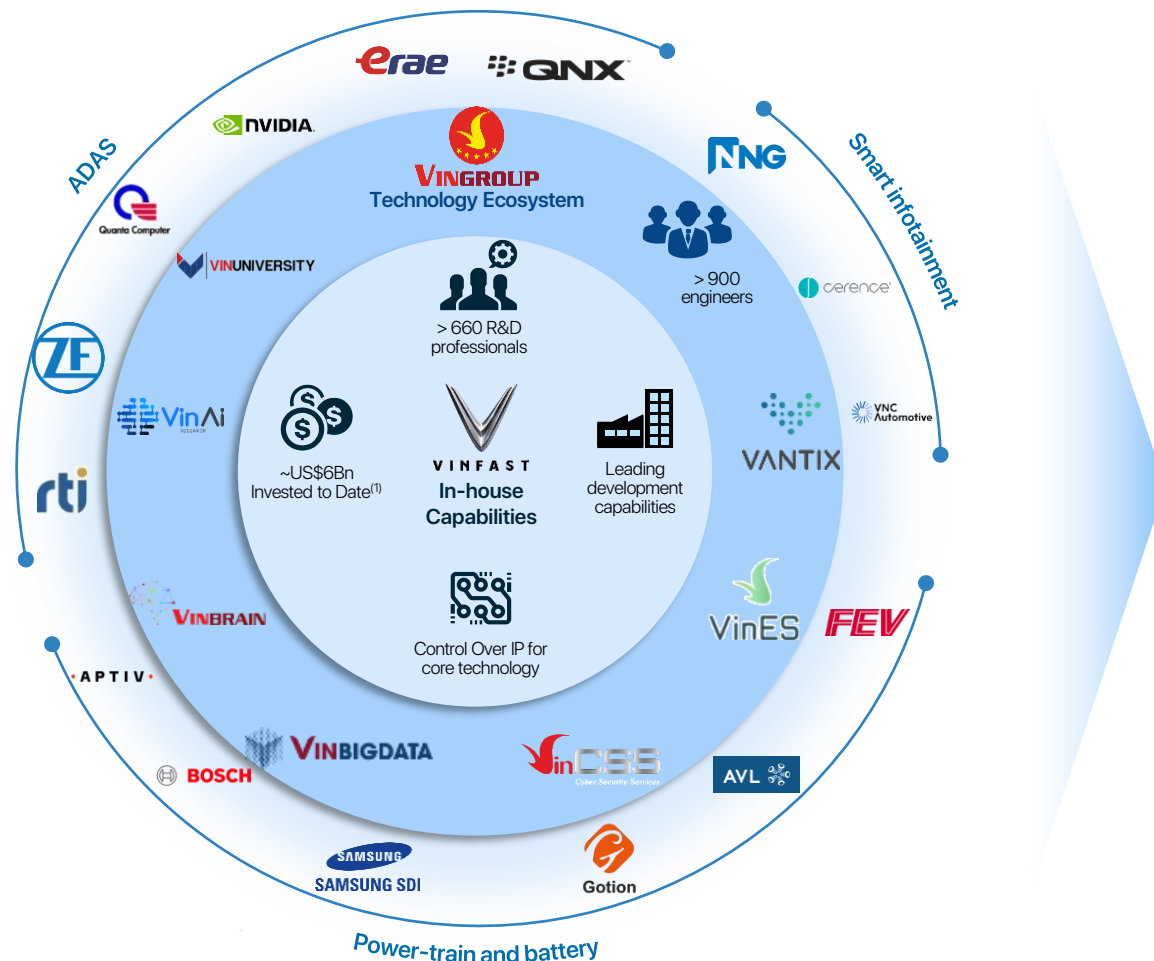 erae
QNX
NVIDIA.
ADAS
Quanta Computer
ZF
rti
NNG
Smart infotainment
cerence
VNC
Automotive
VINGROUP
Technology Ecosystem
VINUNIVERSITY
> 900
engineers
> 660 R&D
professionals
VinAi
RESEARCH
~US$6Bn
Invested to Date(1)
VINFAST
In-house
Capabilities
Leading
development
capabilities
VANTIX
Control Over IP for
core technology
VINBRAIN
VinES
FEV
APTIV
VINBIGDATA
VinCSS
Cyber Security Services
BOSCH
AVL
SAMSUNG
SAMSUNG SDI
Gotion
Power-train and battery